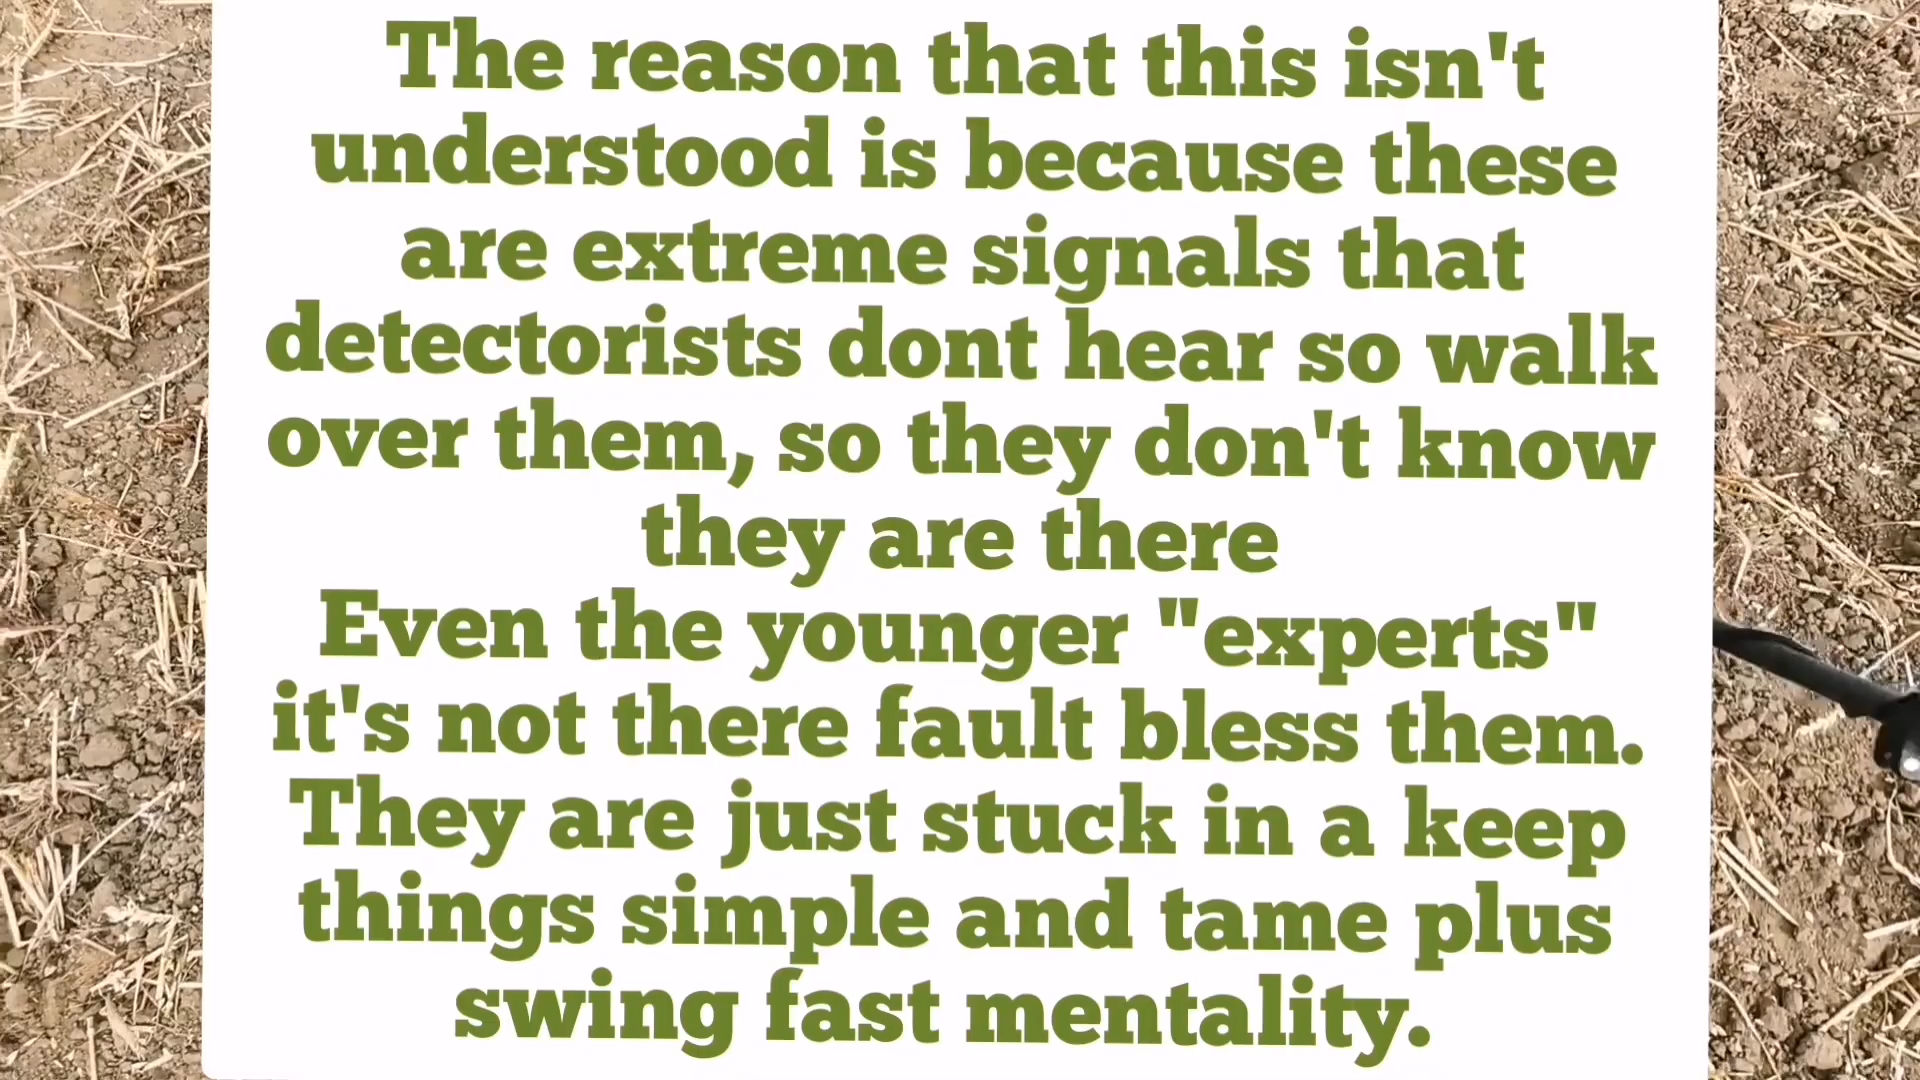 The reason that this isn't
understood is because these
are extreme signals that
detectorists dont hear so walk
over them, so they don't know
they are there
Even the younger "experts"
it's not there fault bless them.
They are just stuck in a keep
things simple and tame plus
swing fast mentality.